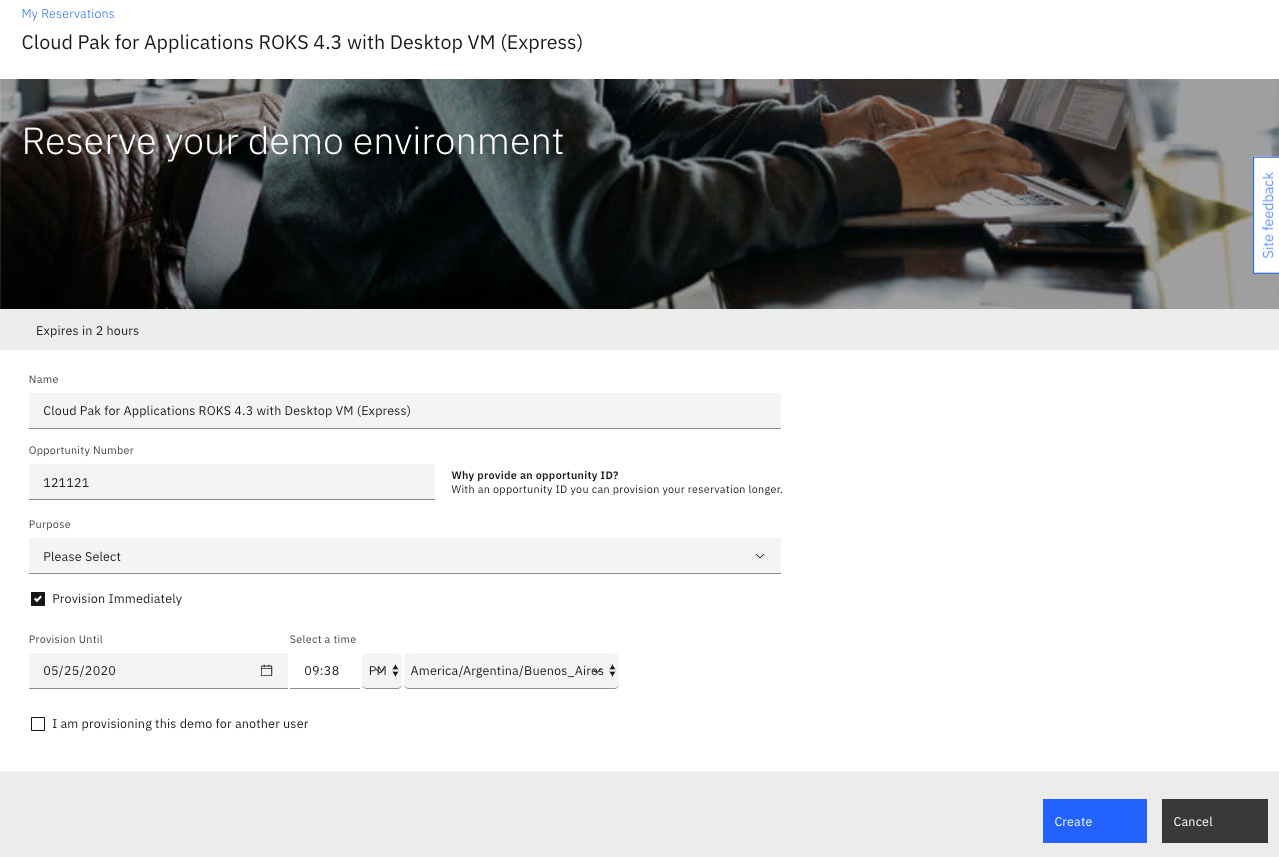 My Reservations
Cloud Pak for Applications ROKS 4.3 with Desktop VM (Express)
Reserve your demo environment
Site feedback
Expires in 2 hours
Name
Cloud Pak for Applications ROKS 4.3 with Desktop VM (Express)
Opportunity Number
121121
Why provide an opportunity ID?
With an opportunity ID you can provision your reservation longer.
Purpose
Please Select
Provision Immediately
Provision Until
Select a time
05/25/2020
09:38
PM
America/Argentina/Buenos_Aires
I am provisioning this demo for another user
Create
Cancel